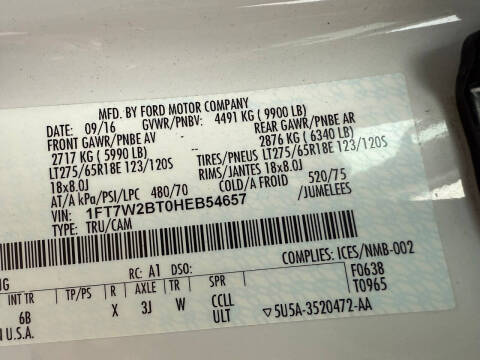 MFD. BY FORD MOTOR COMPANY
DATE: 09/16 GVWR/PNBV: 4491 KG ( 9900 LB)
FRONT GAWR/PNBE AV REAR GAWR/PNBE AR
2717 KG ( 5990 LB) 2876 KG ( 6340 LB)
LT275/65R18E 123/120S TIRES/PNEUS LT275/65R18E 123/120S
18x8.0J RIMS/JANTES 18x8.0J
AT/A kPa/PSI/LPC 480/70 COLD/A FROID 520/75
VIN: 1FT7W2BT0HEB54657 /JUMELEES
TYPE: TRU/CAM
COMPLIES: ICES/NMB-002
RC: A1 DSO: F0638
NG T0965
INT TR TP/PS R AXLE TR SPR
6B X 3J W CCLL
U.S.A. ULT 5U5A-3520472-AA